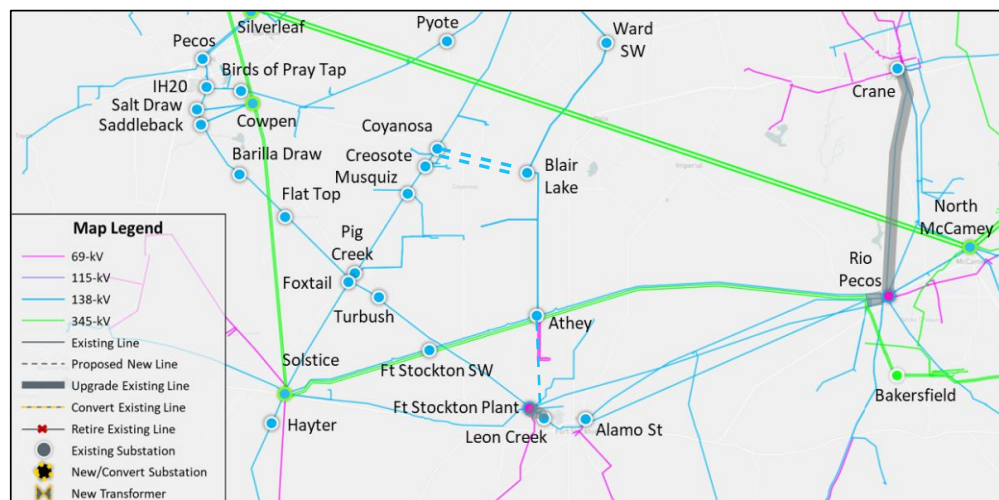 Silverleaf
Pyote
Ward
SW
Pecos
Birds of Pray Tap
IH20
Crane
Salt Draw
Cowpen
Saddleback
Coyanosa
Creosote
Blair
Lake
Barilla Draw
Musquiz
Flat Top
North
McCamey
Pig
Creek
Rio
Pecos
Foxtail
Turbush
Athey
Solstice
Ft Stockton SW
Bakersfield
Ft Stockton Plant
Hayter
Leon Creek
Alamo St
Map Legend
69-kV
115-kV
138-kV
345-kV
Existing Line
Proposed New Line
Upgrade Existing Line
Convert Existing Line
Retire Existing Line
Existing Substation
New/Convert Substation
New Transformer